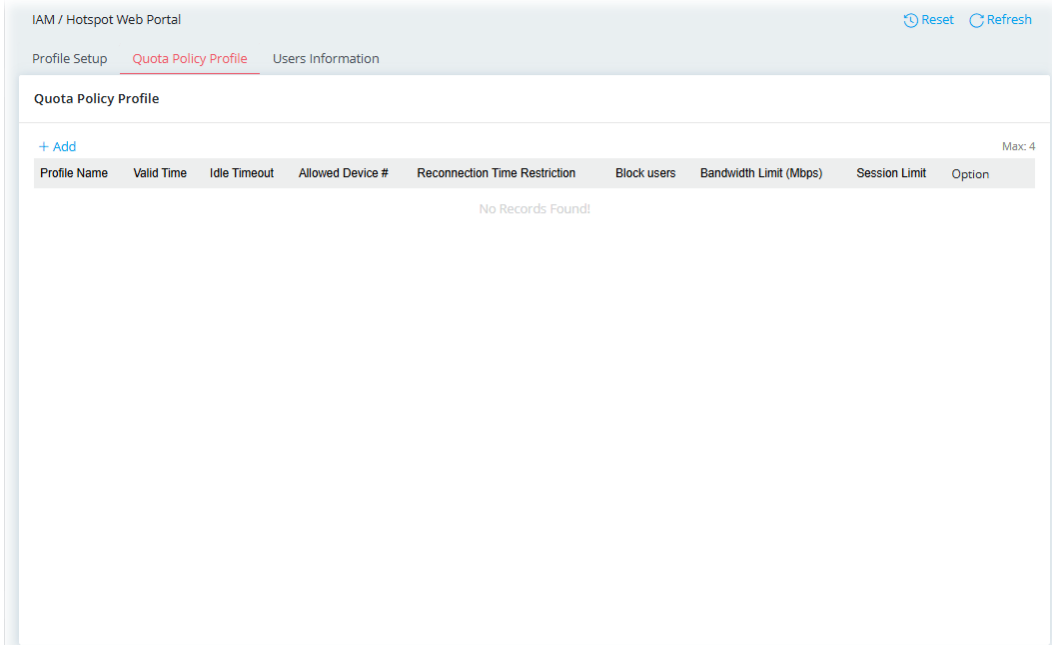 IAM / Hotspot Web Portal Reset Refresh
Profile Setup Quota Policy Profile Users Information
Quota Policy Profile
+ Add Max: 4
Profile Name Valid Time Idle Timeout Allowed Device # Reconnection Time Restriction Block users Bandwidth Limit (Mbps) Session Limit Option
No Records Found!